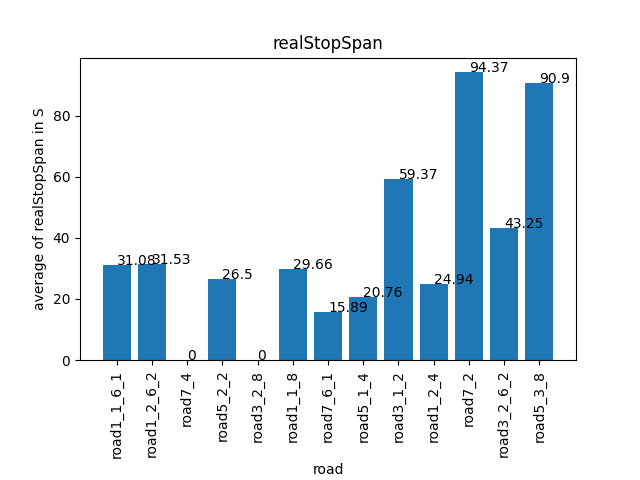 realStopSpan
average of realStopSpan in S
80
60
40
20
0
31.08
31.53
0
26.5
0
29.66
15.89
20.76
59.37
24.94
94.37
43.25
90.9
road1_1_6_1
road1_2_6_2
road7_4
road5_2_2
road3_2_8
road1_1_8
road7_6_1
road5_1_4
road3_1_2
road1_2_4
road7_2
road3_2_6_2
road5_3_8
road